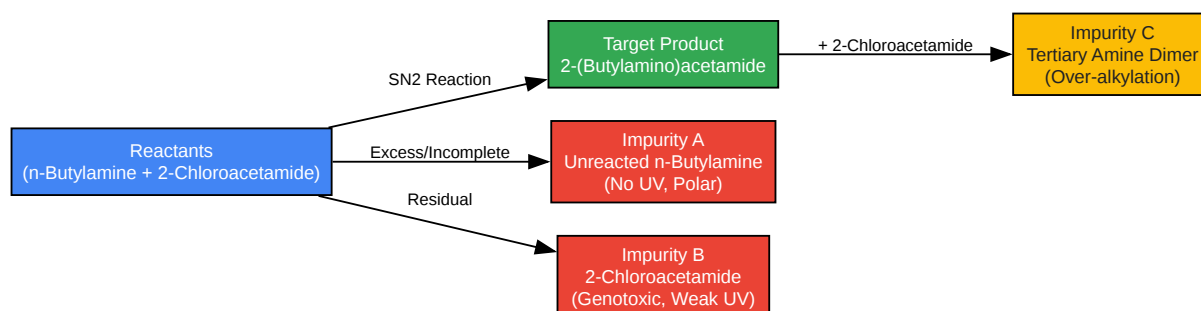 Reactants
(n-Butylamine + 2-Chloroacetamide)
SN2 Reaction
Excess/Incomplete
Residual
Target Product
2-(Butylamino)acetamide
Impurity A
Unreacted n-Butylamine
(No UV, Polar)
Impurity B
2-Chloroacetamide
(Genotoxic, Weak UV)
+ 2-Chloroacetamide
Impurity C
Tertiary Amine Dimer
(Over-alkylation)